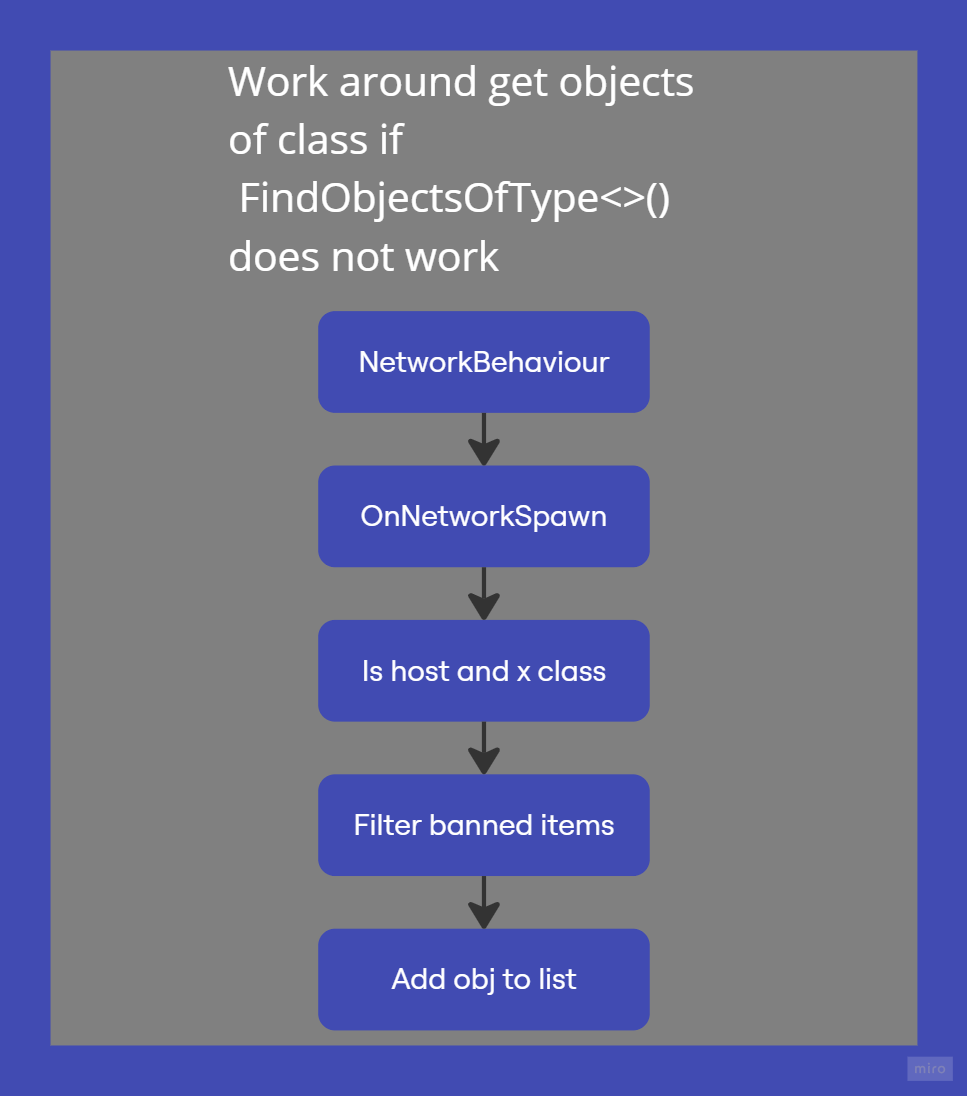 Work around get objects
of class if
FindObjectsOfType<>()
does not work
NetworkBehaviour
OnNetworkSpawn
Is host and x class
Filter banned items
Add obj to list
miro